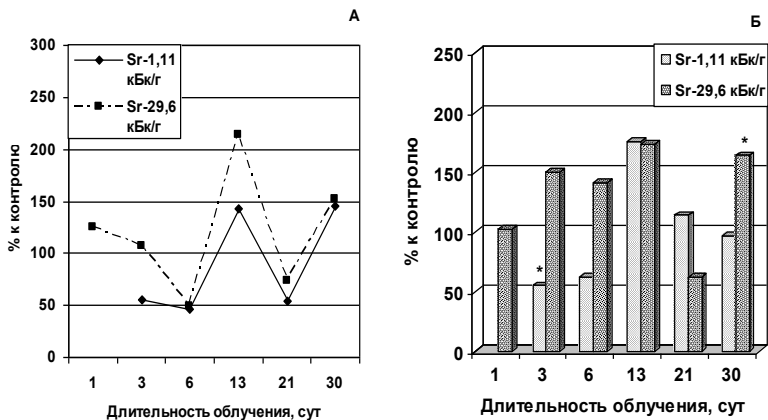 А
300
250
200
150
100
50
0
% к контролю
Sr-1,11
кБк/г
Sr-29,6
кБк/г
1 3 6 13 21 30
Длительность облучения, сут
Б
250
200
150
100
50
0
% к контролю
Sr-1,11 кБк/г
Sr-29,6 кБк/г
*
*
1 3 6 13 21 30
Длительность облучения, сут